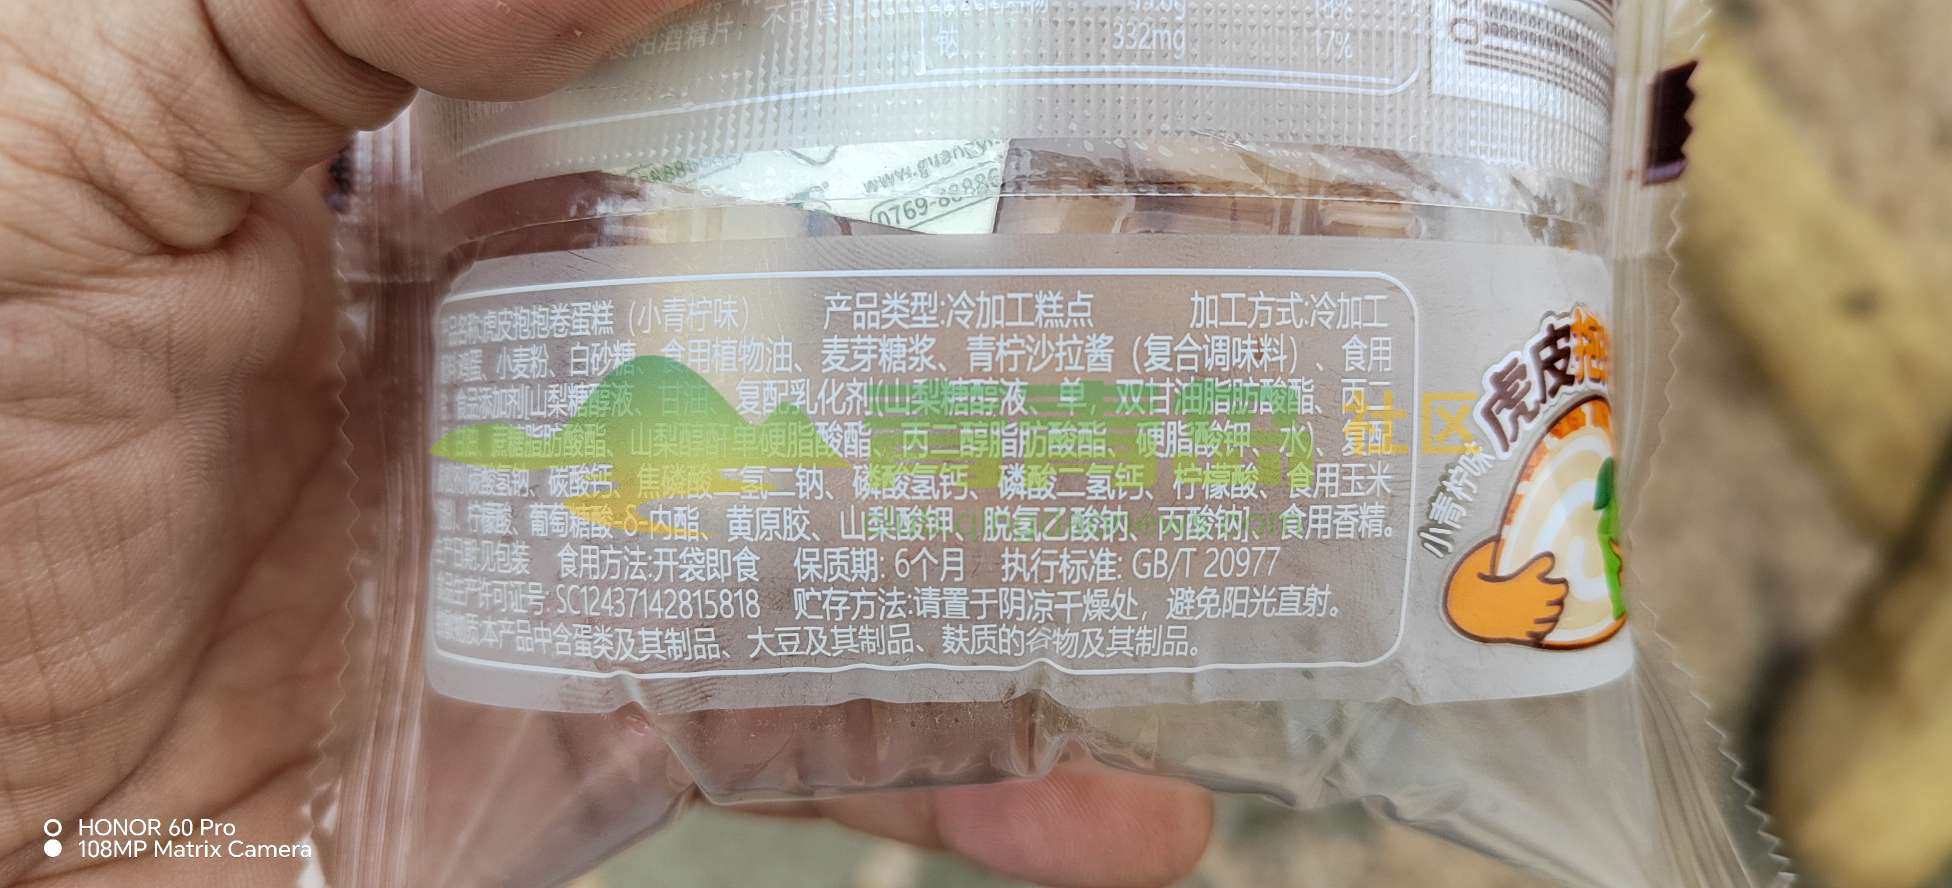 食用酒精片，不可食
钠 332mg 17%
www.guanzy.
0769-8888
产品名称:虎皮抱抱卷蛋糕（小青柠味） 产品类型:冷加工糕点 加工方式:冷加工
鸡蛋、小麦粉、白砂糖、食用植物油、麦芽糖浆、青柠沙拉酱（复合调味料）、食用
食品添加剂[山梨糖醇液、甘油、复配乳化剂(山梨糖醇液、单，双甘油脂肪酸酯、丙二
蔗糖脂肪酸酯、山梨醇酐单硬脂酸酯、丙二醇脂肪酸酯、硬脂酸钾、水)、复配
碳酸氢钠、碳酸钙、焦磷酸二氢二钠、磷酸氢钙、磷酸二氢钙、柠檬酸、食用玉米
柠檬酸、葡萄糖酸-δ-内酯、黄原胶、山梨酸钾、脱氢乙酸钠、丙酸钠]、食用香精。
生产日期:见包装 食用方法:开袋即食 保质期: 6个月 执行标准: GB/T 20977
食品生产许可证号: SC12437142815818 贮存方法:请置于阴凉干燥处，避免阳光直射。
物质:本产品中含蛋类及其制品、大豆及其制品、麸质的谷物及其制品。
虎皮抱
小青柠味
社区
HONOR 60 Pro
108MP Matrix Camera